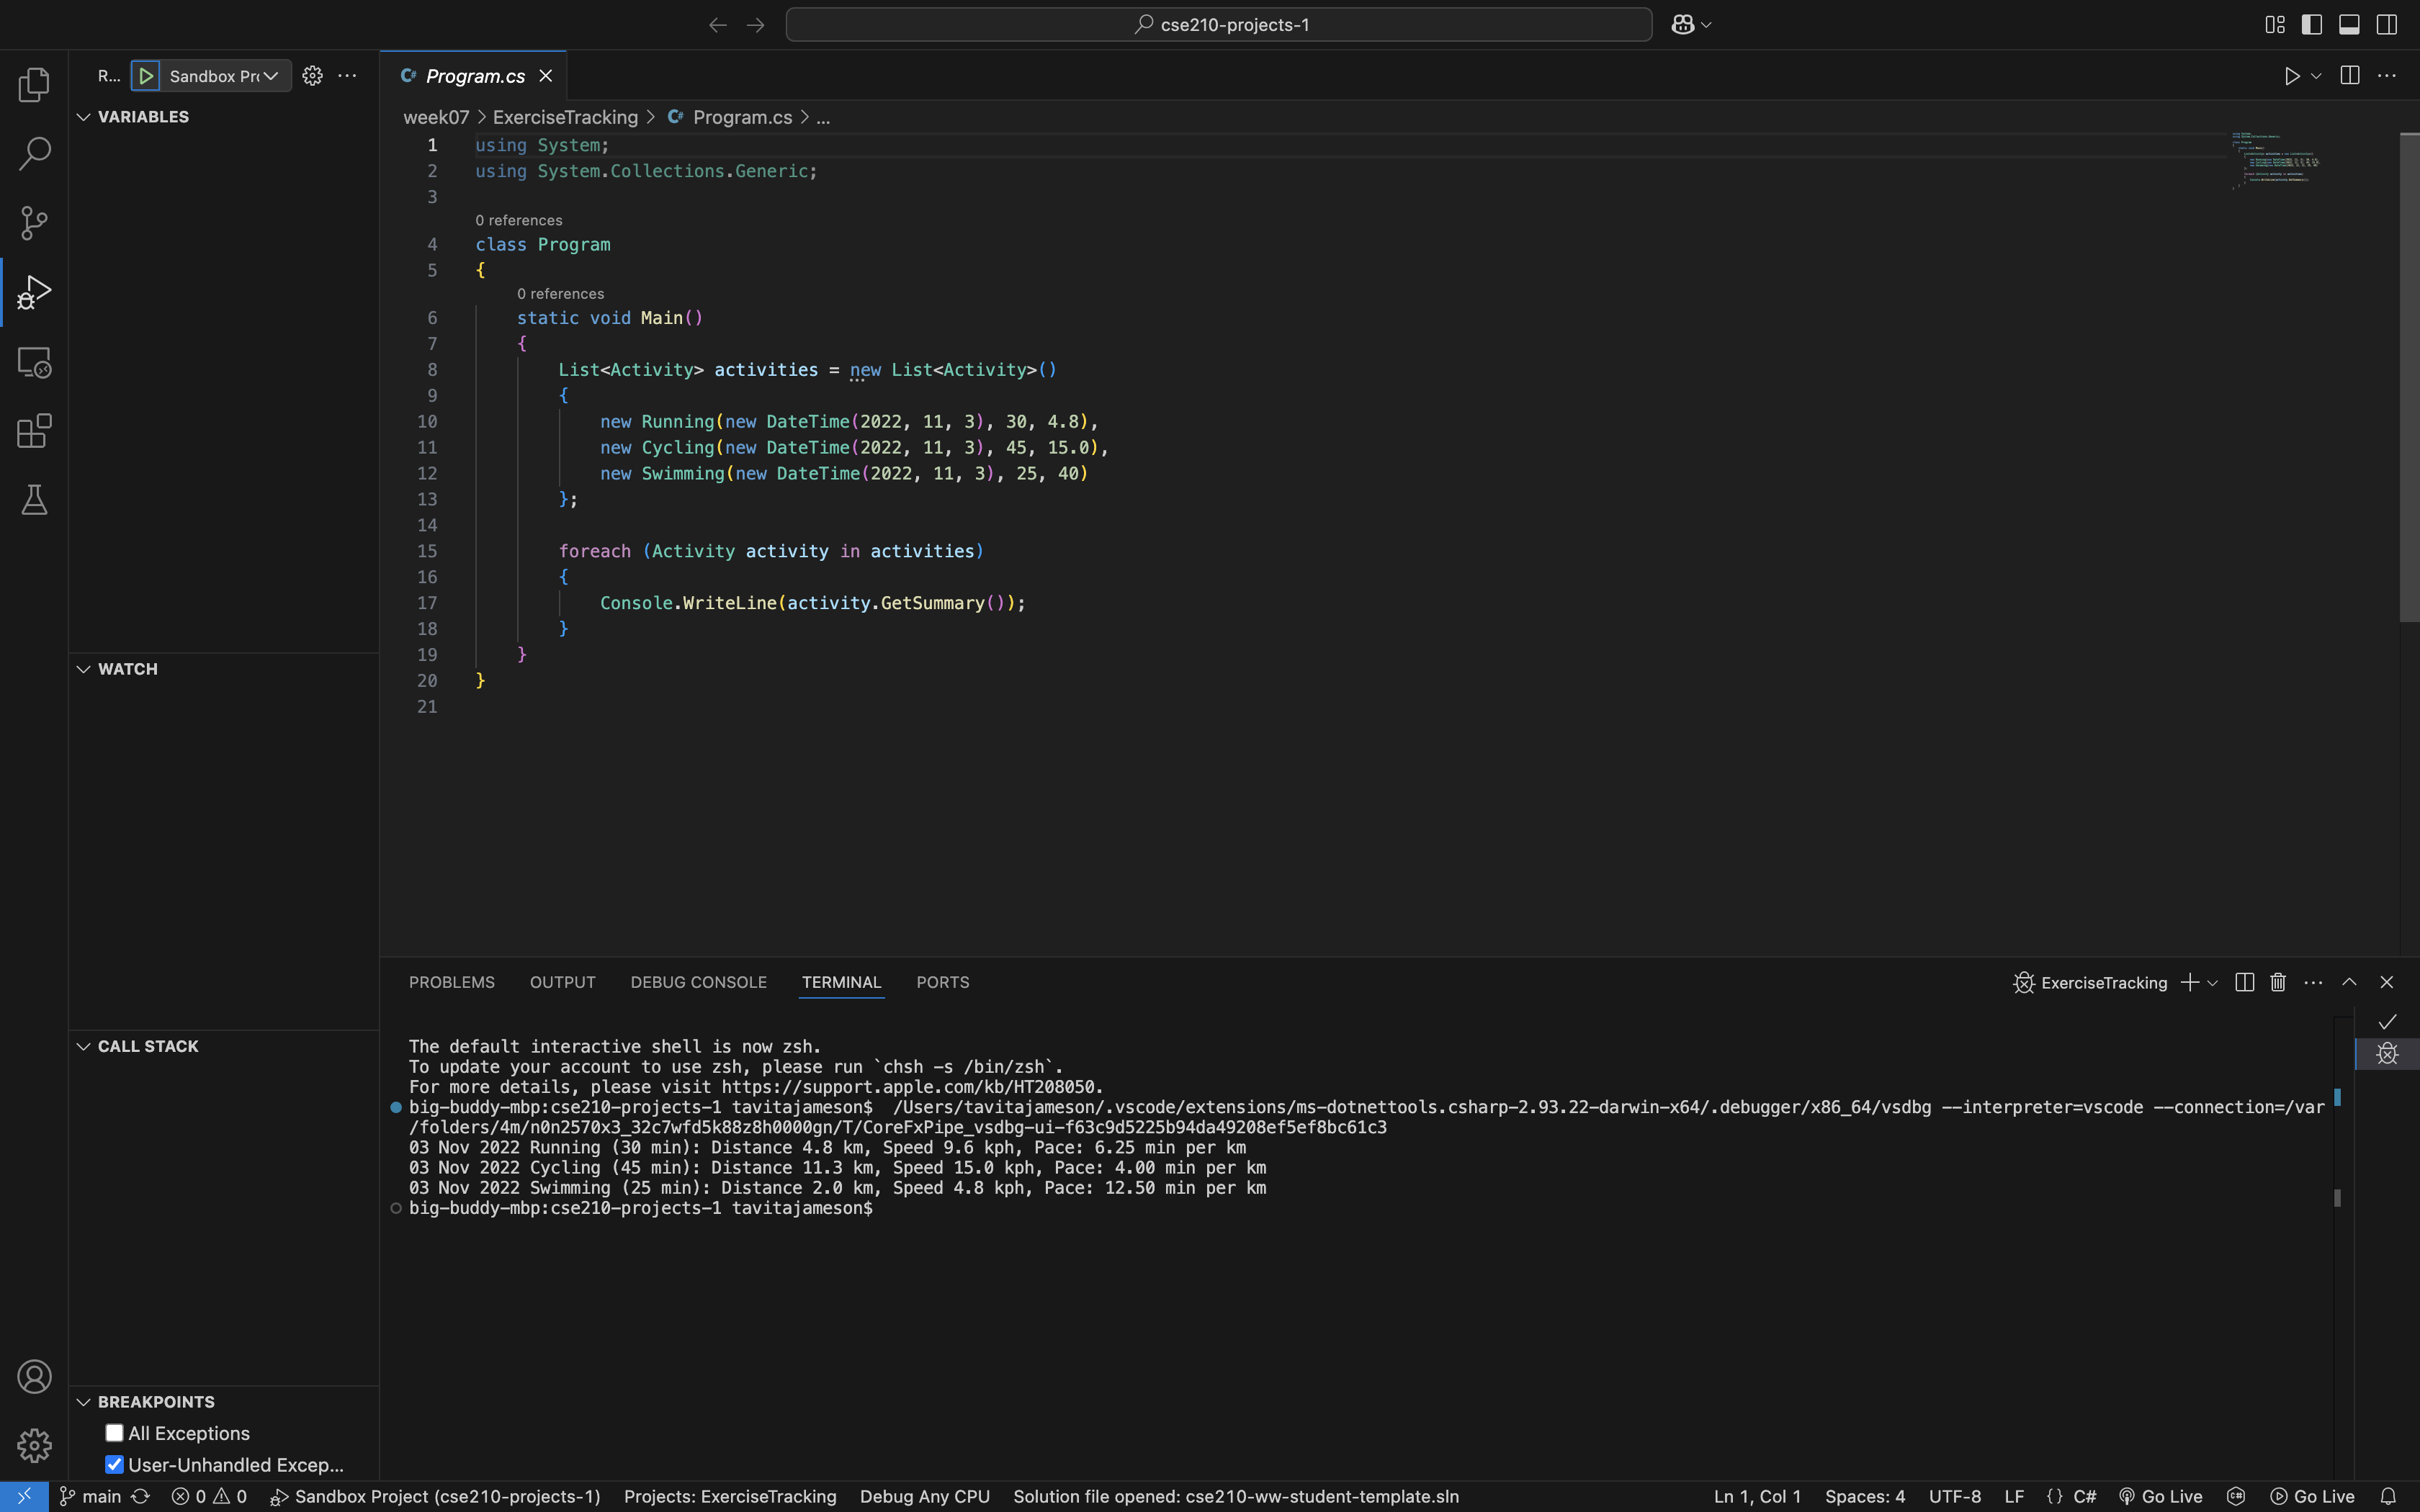 cse210-projects-1
R... Sandbox Pro
VARIABLES
WATCH
CALL STACK
BREAKPOINTS
All Exceptions
User-Unhandled Excep...
Program.cs
week07 > ExerciseTracking > Program.cs > ...
1 using System;
2 using System.Collections.Generic;
3
0 references
4 class Program
5 {
0 references
6 static void Main()
7 {
8 List<Activity> activities = new List<Activity>()
9 {
10 new Running(new DateTime(2022, 11, 3), 30, 4.8),
11 new Cycling(new DateTime(2022, 11, 3), 45, 15.0),
12 new Swimming(new DateTime(2022, 11, 3), 25, 40)
13 };
14
15 foreach (Activity activity in activities)
16 {
17 Console.WriteLine(activity.GetSummary());
18 }
19 }
20 }
21
PROBLEMS OUTPUT DEBUG CONSOLE TERMINAL PORTS
ExerciseTracking
The default interactive shell is now zsh.
To update your account to use zsh, please run `chsh -s /bin/zsh`.
For more details, please visit https://support.apple.com/kb/HT208050.
big-buddy-mbp:cse210-projects-1 tavitajameson$  /Users/tavitajameson/.vscode/extensions/ms-dotnettools.csharp-2.93.22-darwin-x64/.debugger/x86_64/vsdbg --interpreter=vscode --connection=/var
/folders/4m/n0n2570x3_32c7wfd5k88z8h0000gn/T/CoreFxPipe_vsdbg-ui-f63c9d5225b94da49208ef5ef8bc61c3
03 Nov 2022 Running (30 min): Distance 4.8 km, Speed 9.6 kph, Pace: 6.25 min per km
03 Nov 2022 Cycling (45 min): Distance 11.3 km, Speed 15.0 kph, Pace: 4.00 min per km
03 Nov 2022 Swimming (25 min): Distance 2.0 km, Speed 4.8 kph, Pace: 12.50 min per km
big-buddy-mbp:cse210-projects-1 tavitajameson$
main 0 0 Sandbox Project (cse210-projects-1) Projects: ExerciseTracking Debug Any CPU Solution file opened: cse210-ww-student-template.sln Ln 1, Col 1 Spaces: 4 UTF-8 LF {} C# Go Live Go Live